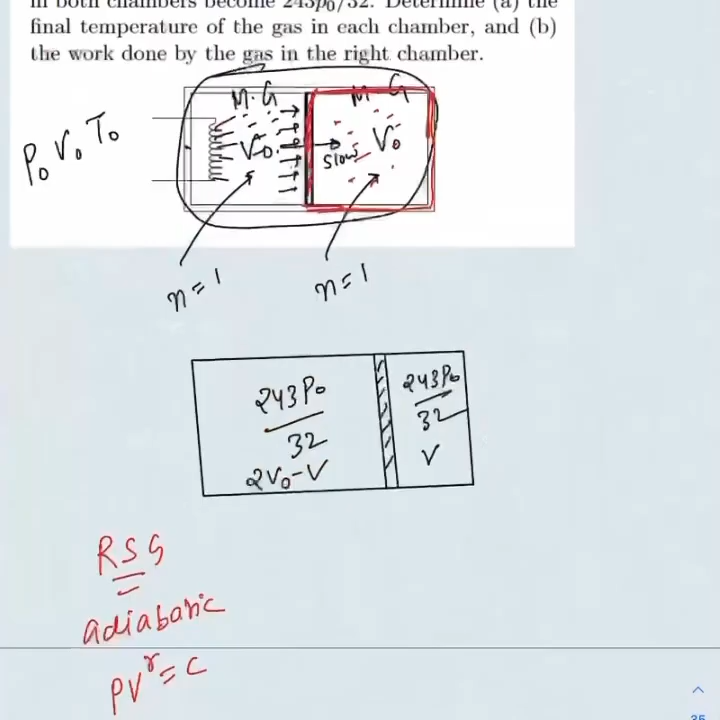 in both chambers become 243p₀/32. Determine (a) the
final temperature of the gas in each chamber, and (b)
the work done by the gas in the right chamber.
M.G M.G
P₀ V₀ T₀
V₀ slow V₀
n=1 n=1
243P₀/32 243P₀/32
2V₀-V V
RSG
adiabatic
PV^γ=C
35